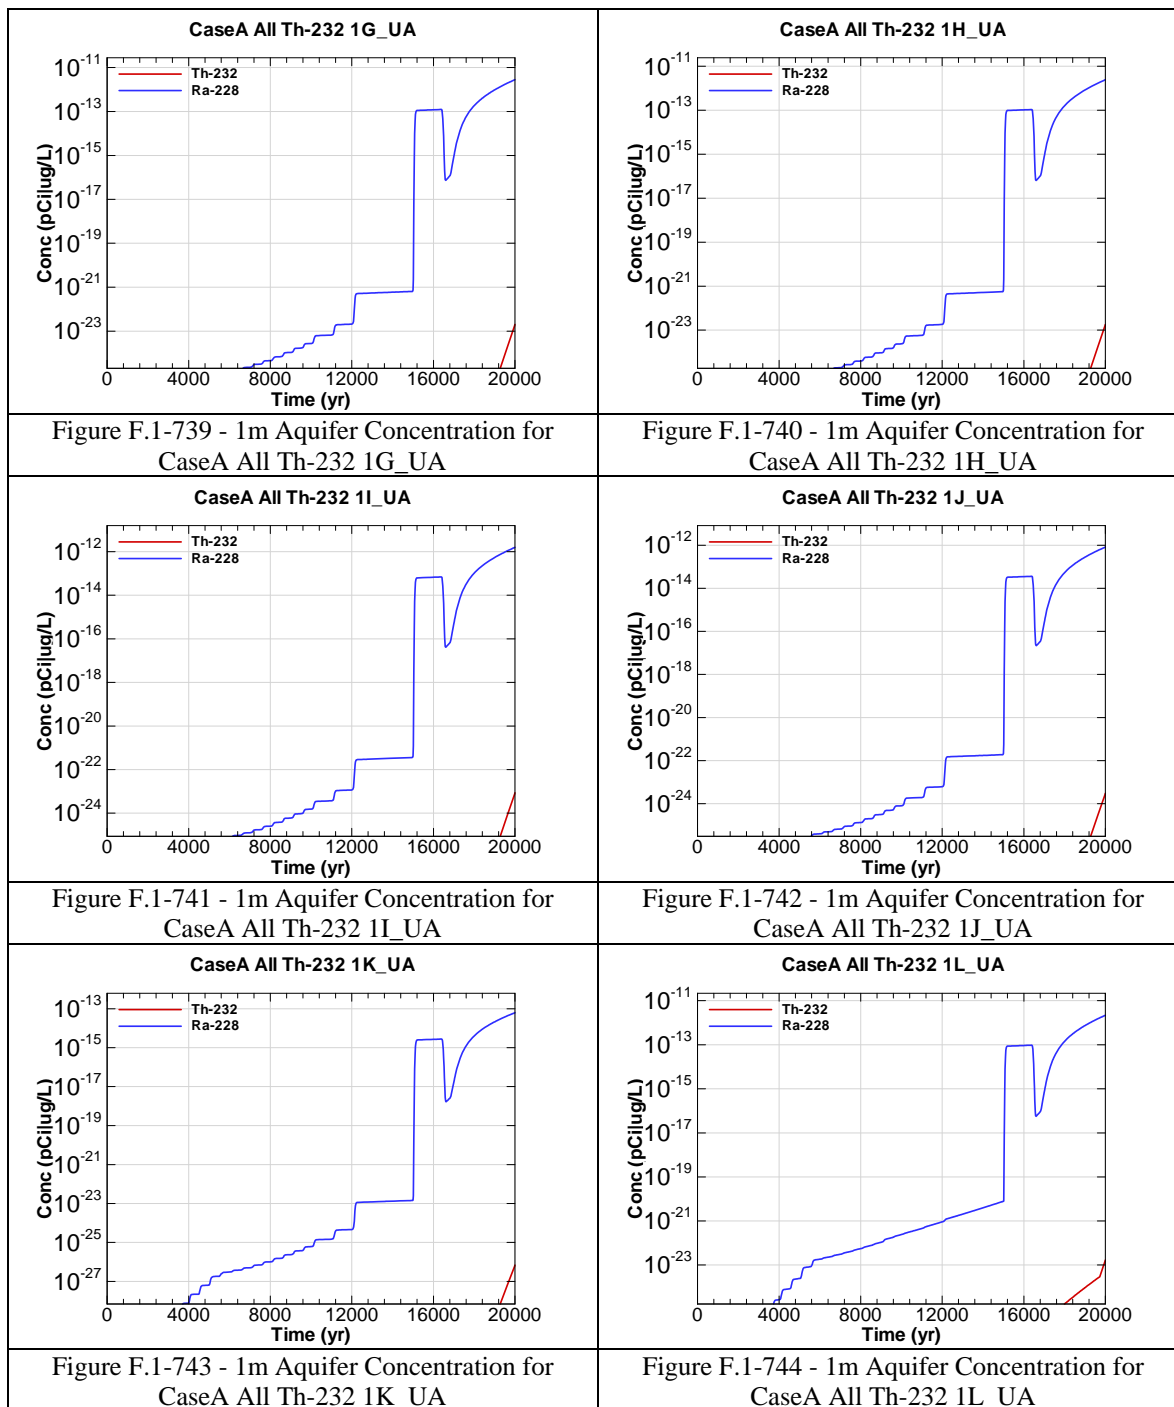 CaseA All Th-232 1G_UA
Th-232
Ra-228
10-11
10-13
10-15
10-17
10-19
10-21
10-23
Conc (pCi|ug/L)
0 4000 8000 12000 16000 20000
Time (yr)
Figure F.1-739 - 1m Aquifer Concentration for
CaseA All Th-232 1G_UA
CaseA All Th-232 1H_UA
Th-232
Ra-228
10-11
10-13
10-15
10-17
10-19
10-21
10-23
Conc (pCi|ug/L)
0 4000 8000 12000 16000 20000
Time (yr)
Figure F.1-740 - 1m Aquifer Concentration for
CaseA All Th-232 1H_UA
CaseA All Th-232 1I_UA
Th-232
Ra-228
10-12
10-14
10-16
10-18
10-20
10-22
10-24
Conc (pCi|ug/L)
0 4000 8000 12000 16000 20000
Time (yr)
Figure F.1-741 - 1m Aquifer Concentration for
CaseA All Th-232 1I_UA
CaseA All Th-232 1J_UA
Th-232
Ra-228
10-12
10-14
10-16
10-18
10-20
10-22
10-24
Conc (pCi|ug/L)
0 4000 8000 12000 16000 20000
Time (yr)
Figure F.1-742 - 1m Aquifer Concentration for
CaseA All Th-232 1J_UA
CaseA All Th-232 1K_UA
Th-232
Ra-228
10-13
10-15
10-17
10-19
10-21
10-23
10-25
10-27
Conc (pCi|ug/L)
0 4000 8000 12000 16000 20000
Time (yr)
Figure F.1-743 - 1m Aquifer Concentration for
CaseA All Th-232 1K_UA
CaseA All Th-232 1L_UA
Th-232
Ra-228
10-11
10-13
10-15
10-17
10-19
10-21
10-23
Conc (pCi|ug/L)
0 4000 8000 12000 16000 20000
Time (yr)
Figure F.1-744 - 1m Aquifer Concentration for
CaseA All Th-232 1L_UA